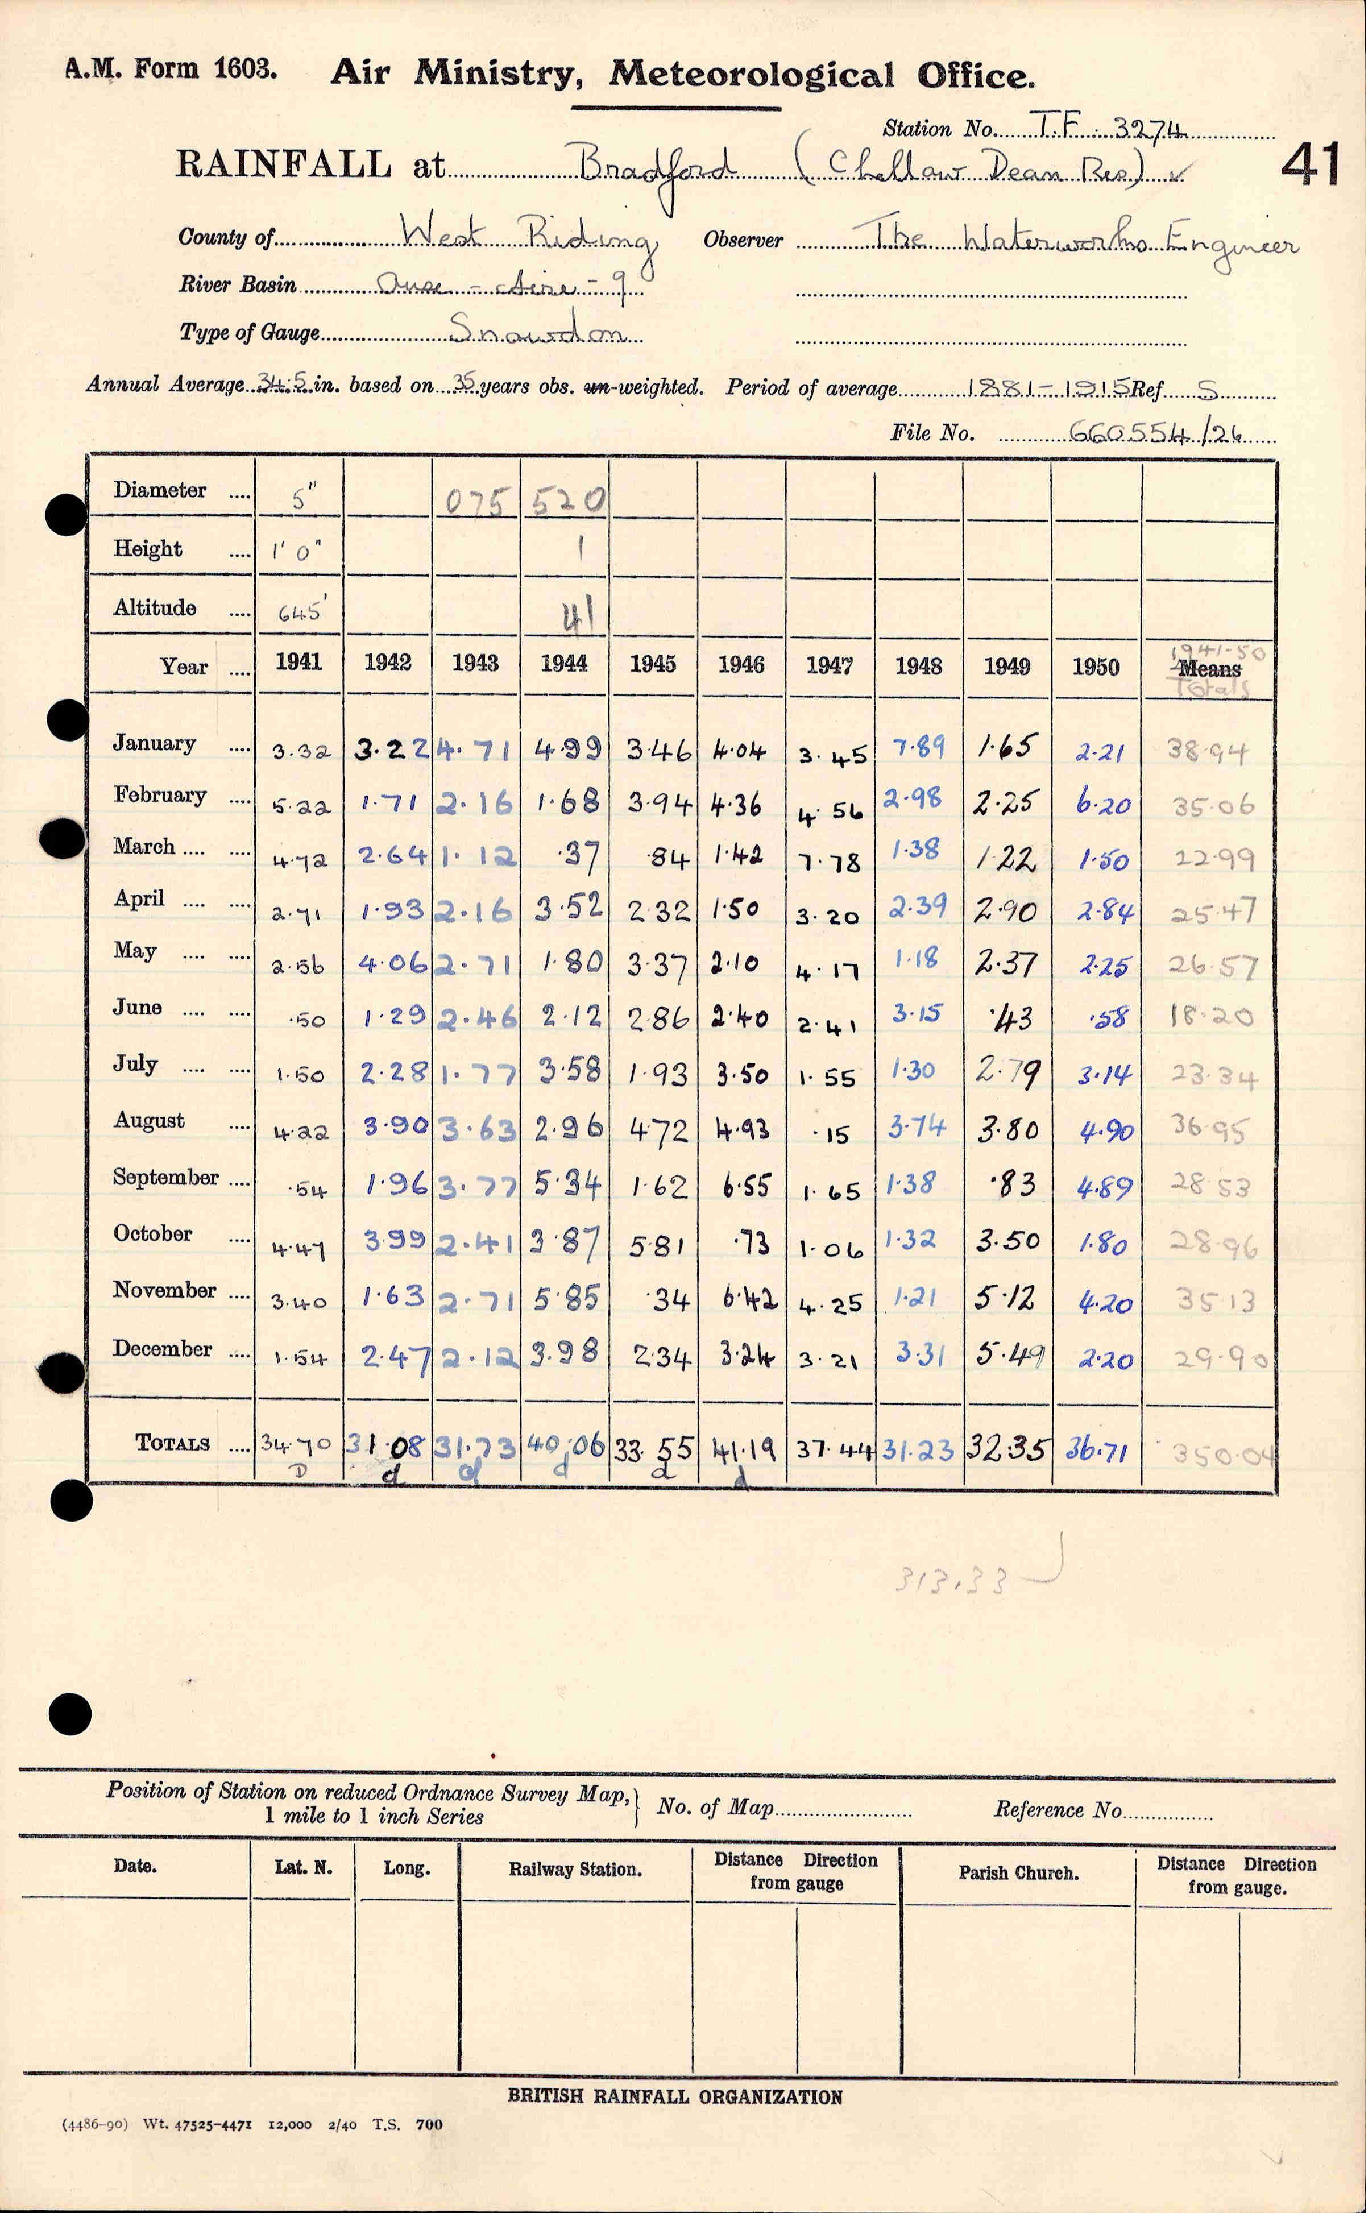 A.M. Form 1603. Air Ministry, Meteorological Office.
Station No. T.F. 3274
RAINFALL at Bradford (Chellow Dean Res) ✓ 41
County of West Riding Observer The Waterworks Engineer
River Basin Ouse - Aire - 9
Type of Gauge Snowdon
Annual Average 34.5 in. based on 35 years obs. un-weighted. Period of average 1881-1915 Ref S
File No. 660554/26
Diameter .... 5" 075 520
Height .... 1' 0" 1
Altitude .... 645' 41
Year .... 1941 1942 1943 1944 1945 1946 1947 1948 1949 1950 1941-50 Means Totals
January .... 3.32 3.22 4.71 4.99 3.46 4.04 3.45 7.89 1.65 2.21 38.94
February .... 5.22 1.71 2.16 1.68 3.94 4.36 4.56 2.98 2.25 6.20 35.06
March .... .... 4.72 2.64 1.12 .37 .84 1.42 7.78 1.38 1.22 1.50 22.99
April .... .... 2.71 1.93 2.16 3.52 2.32 1.50 3.20 2.39 2.90 2.84 25.47
May .... .... 2.56 4.06 2.71 1.80 3.37 2.10 4.17 1.18 2.37 2.25 26.57
June .... .... .50 1.29 2.46 2.12 2.86 2.40 2.41 3.15 .43 .58 18.20
July .... .... 1.50 2.28 1.77 3.58 1.93 3.50 1.55 1.30 2.79 3.14 23.34
August .... 4.22 3.90 3.63 2.96 4.72 4.93 .15 3.74 3.80 4.90 36.95
September .... .54 1.96 3.77 5.34 1.62 6.55 1.65 1.38 .83 4.89 28.53
October .... 4.47 3.99 2.41 3.87 5.81 .73 1.06 1.32 3.50 1.80 28.96
November .... 3.40 1.63 2.71 5.85 .34 6.42 4.25 1.21 5.12 4.20 35.13
December .... 1.54 2.47 2.12 3.98 2.34 3.24 3.21 3.31 5.49 2.20 29.90
TOTALS .... 34.70 31.08 31.73 40.06 33.55 41.19 37.44 31.23 32.35 36.71 350.04
D d d d d d
313.33
Position of Station on reduced Ordnance Survey Map, } No. of Map Reference No.
1 mile to 1 inch Series
Date. Lat. N. Long. Railway Station. Distance Direction from gauge Parish Church. Distance Direction from gauge.
BRITISH RAINFALL ORGANIZATION
(4486-90) Wt. 47525-4471 12,000 2/40 T.S. 700